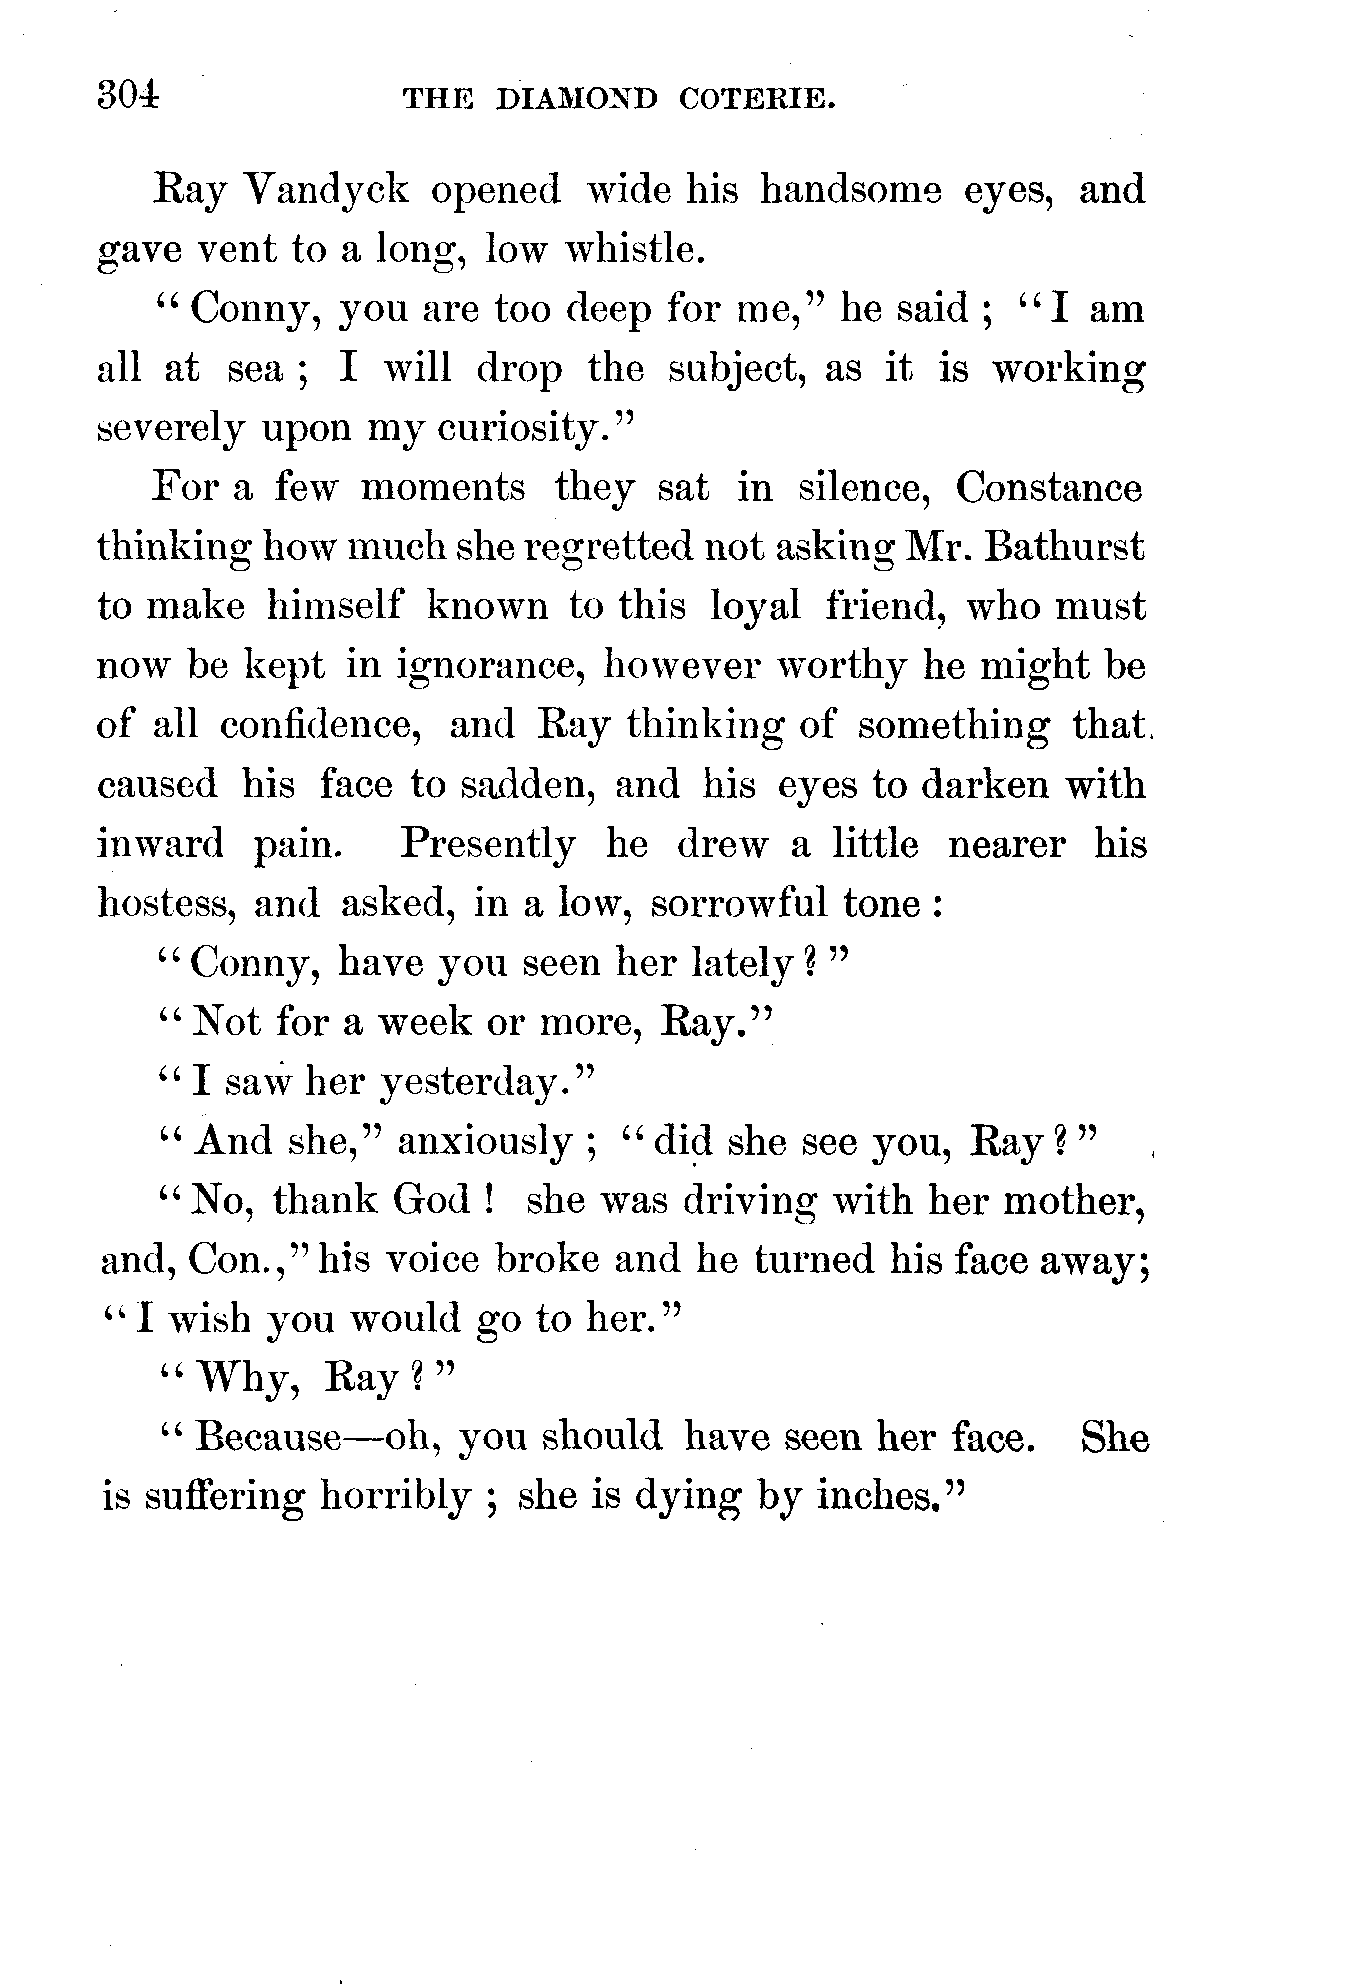 304 THE DIAMOND COTERIE.
Ray Vandyck opened wide his handsome eyes, and
gave vent to a long, low whistle.
“Conny, you are too deep for me,” he said; “I am
all at sea; I will drop the subject, as it is working
severely upon my curiosity.”
For a few moments they sat in silence, Constance
thinking how much she regretted not asking Mr. Bathurst
to make himself known to this loyal friend, who must
now be kept in ignorance, however worthy he might be
of all confidence, and Ray thinking of something that
caused his face to sadden, and his eyes to darken with
inward pain. Presently he drew a little nearer his
hostess, and asked, in a low, sorrowful tone:
“Conny, have you seen her lately?”
“Not for a week or more, Ray.”
“I saw her yesterday.”
“And she,” anxiously; “did she see you, Ray?”
“No, thank God! she was driving with her mother,
and, Con.,” his voice broke and he turned his face away;
“I wish you would go to her.”
“Why, Ray?”
“Because—oh, you should have seen her face. She
is suffering horribly; she is dying by inches.”